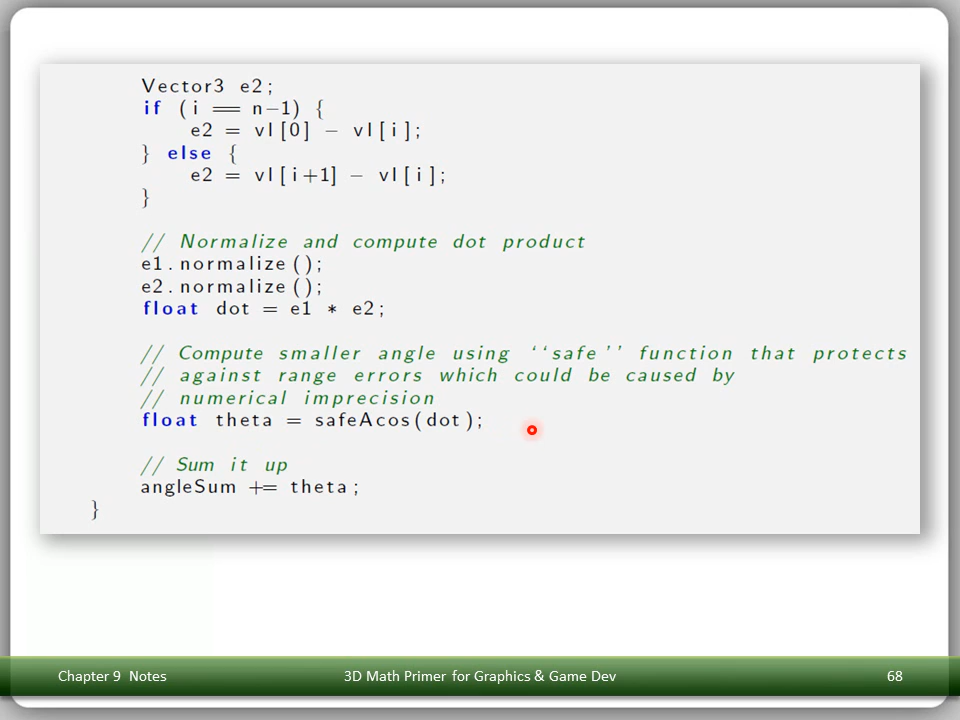 Vector3 e2;
if (i == n−1) {
e2 = vl[0] − vl[i];
} else {
e2 = vl[i+1] − vl[i];
}
// Normalize and compute dot product
e1.normalize();
e2.normalize();
float dot = e1 * e2;
// Compute smaller angle using ‘‘safe’’ function that protects
// against range errors which could be caused by
// numerical imprecision
float theta = safeAcos(dot);
// Sum it up
angleSum += theta;
}
Chapter 9 Notes
3D Math Primer for Graphics & Game Dev
68